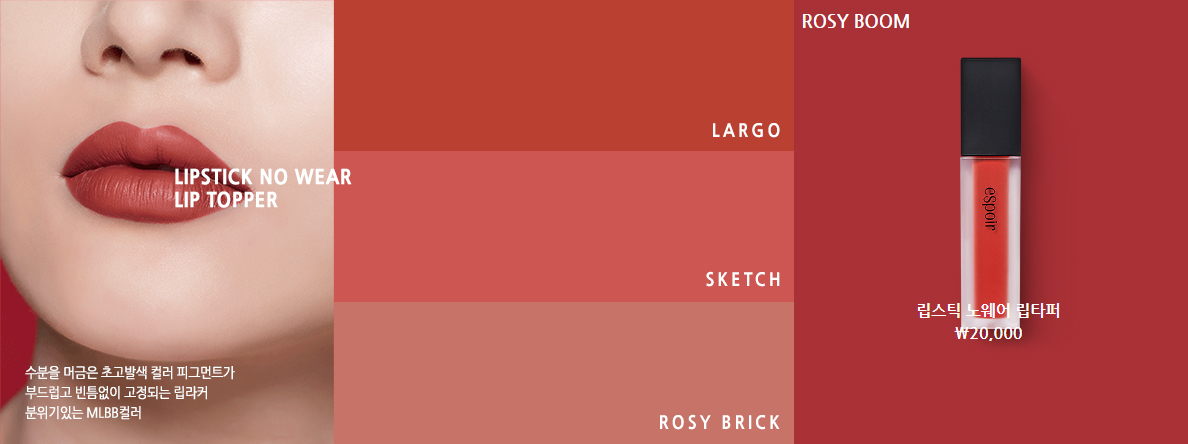 LIPSTICK NO WEAR
LIP TOPPER
수분을 머금은 초고발색 컬러 피그먼트가
부드럽고 빈틈없이 고정되는 립라커
분위기있는 MLBB컬러
LARGO
SKETCH
ROSY BRICK
ROSY BOOM
eSpoir
립스틱 노웨어 립타퍼
₩20,000